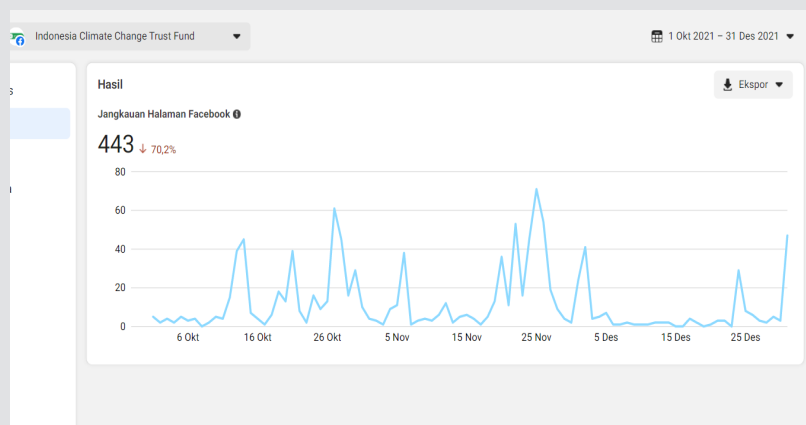 Indonesia Climate Change Trust Fund
1 Okt 2021 – 31 Des 2021
s
Hasil
Ekspor
Jangkauan Halaman Facebook
443 ↓ 70,2%
80
60
40
20
0
6 Okt 16 Okt 26 Okt 5 Nov 15 Nov 25 Nov 5 Des 15 Des 25 Des